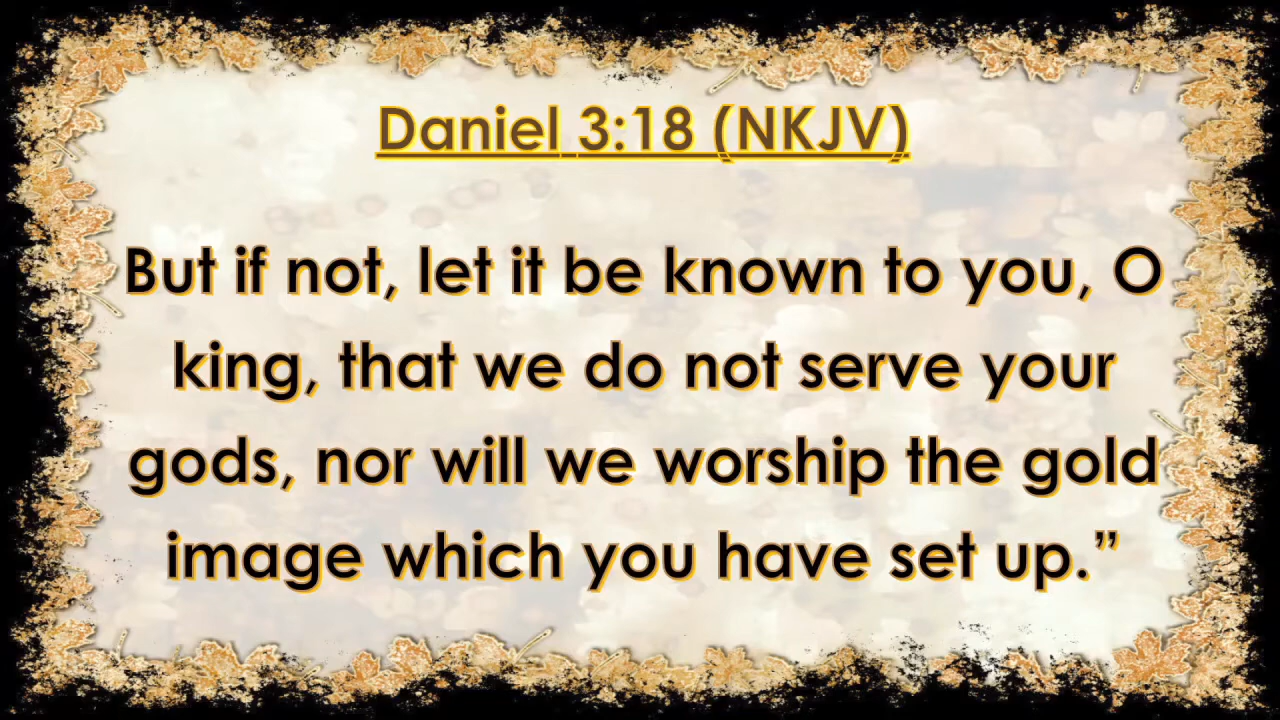 Daniel 3:18 (NKJV)
But if not, let it be known to you, O
king, that we do not serve your
gods, nor will we worship the gold
image which you have set up.”